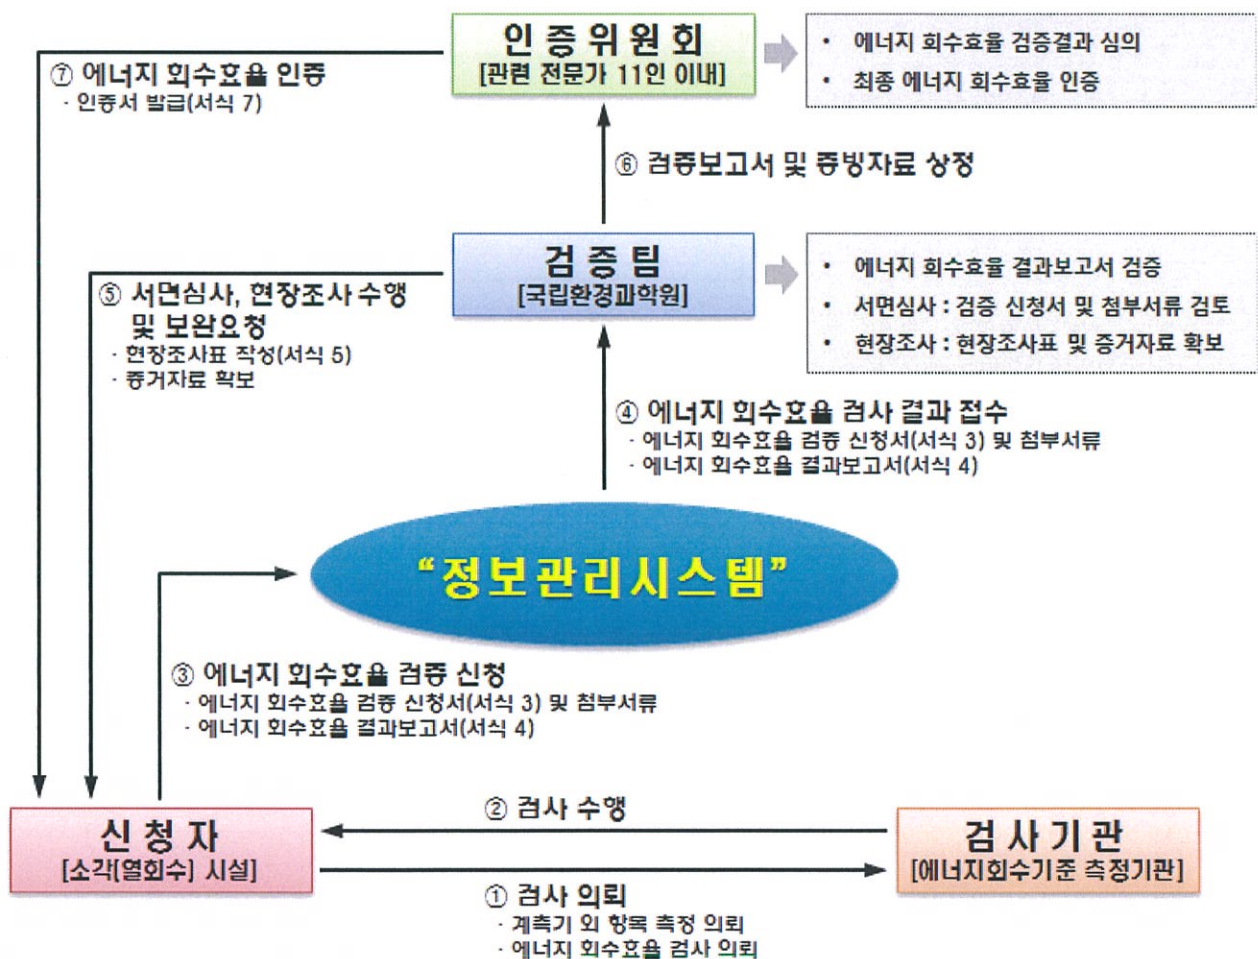 인증위원회
[관련 전문가 11인 이내]
• 에너지 회수효율 검증결과 심의
• 최종 에너지 회수효율 인증
⑦ 에너지 회수효율 인증
· 인증서 발급(서식 7)
⑥ 검증보고서 및 증빙자료 상정
검증팀
[국립환경과학원]
• 에너지 회수효율 결과보고서 검증
• 서면심사 : 검증 신청서 및 첨부서류 검토
• 현장조사 : 현장조사표 및 증거자료 확보
⑤ 서면심사, 현장조사 수행
및 보완요청
· 현장조사표 작성(서식 5)
· 증거자료 확보
④ 에너지 회수효율 검사 결과 접수
· 에너지 회수효율 검증 신청서(서식 3) 및 첨부서류
· 에너지 회수효율 결과보고서(서식 4)
“정보관리시스템”
③ 에너지 회수효율 검증 신청
· 에너지 회수효율 검증 신청서(서식 3) 및 첨부서류
· 에너지 회수효율 결과보고서(서식 4)
신청자
[소각(열회수) 시설]
② 검사 수행
검사기관
[에너지회수기준 측정기관]
① 검사 의뢰
· 계측기 외 항목 측정 의뢰
· 에너지 회수효율 검사 의뢰